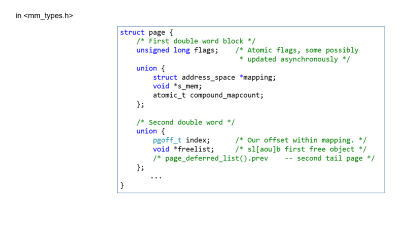 in <mm_types.h>
struct page {
/* First double word block */
unsigned long flags; /* Atomic flags, some possibly
* updated asynchronously */
union {
struct address_space *mapping;
void *s_mem;
atomic_t compound_mapcount;
};
/* Second double word */
union {
pgoff_t index; /* Our offset within mapping. */
void *freelist; /* sl[aou]b first free object */
/* page_deferred_list().prev -- second tail page */
};
...
}